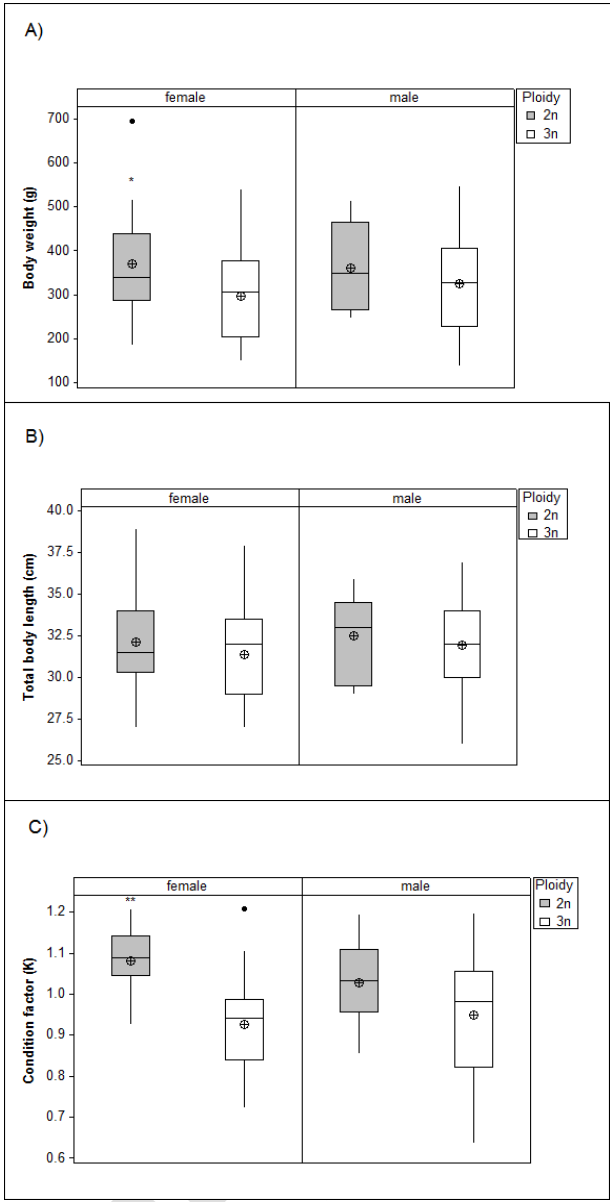 A)
female male
Ploidy
2n
3n
700
600
500
400
300
200
100
Body weight (g)
*
B)
female male
Ploidy
2n
3n
40.0
37.5
35.0
32.5
30.0
27.5
25.0
Total body length (cm)
C)
female male
Ploidy
2n
3n
**
1.2
1.1
1.0
0.9
0.8
0.7
0.6
Condition factor (K)